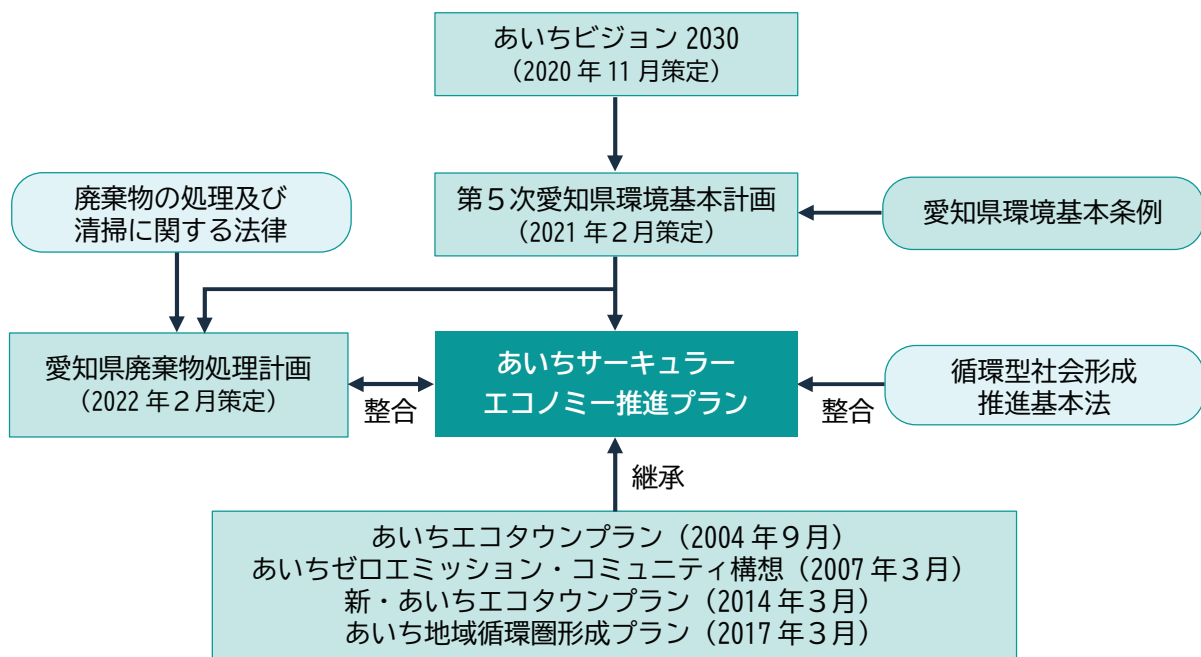 あいちビジョン 2030
（2020 年 11 月策定）
廃棄物の処理及び
清掃に関する法律
第５次愛知県環境基本計画
（2021 年２月策定）
愛知県環境基本条例
愛知県廃棄物処理計画
（2022 年２月策定）
整合
あいちサーキュラー
エコノミー推進プラン
整合
循環型社会形成
推進基本法
継承
あいちエコタウンプラン（2004 年９月）
あいちゼロエミッション・コミュニティ構想（2007 年３月）
新・あいちエコタウンプラン（2014 年３月）
あいち地域循環圏形成プラン（2017 年３月）